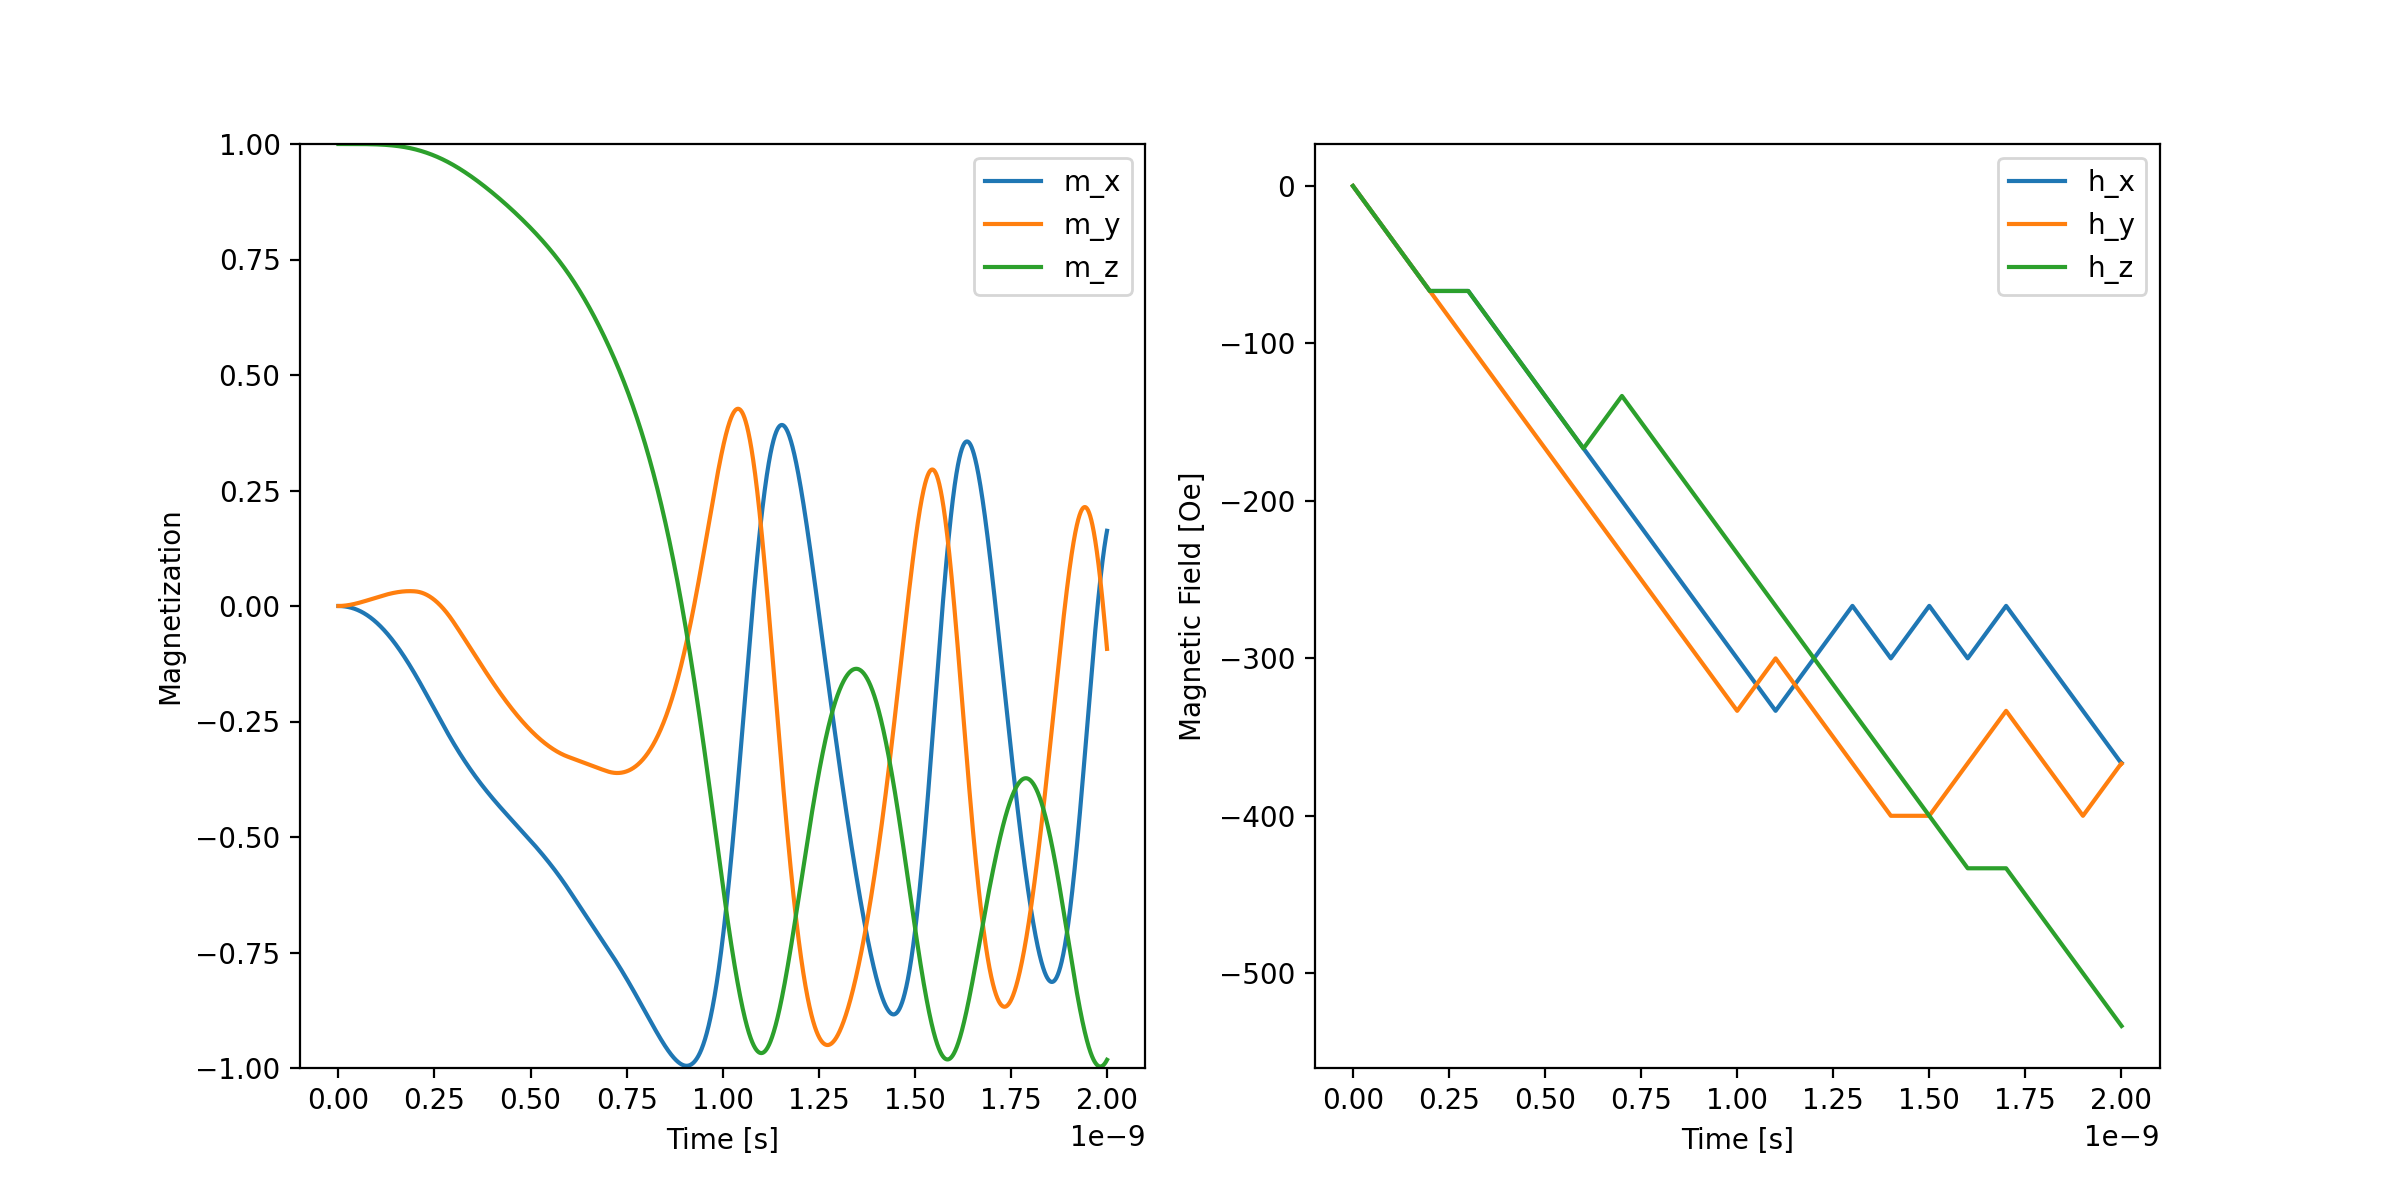 1.00
0.75
0.50
0.25
0.00
−0.25
−0.50
−0.75
−1.00
Magnetization
m_x
m_y
m_z
0.00 0.25 0.50 0.75 1.00 1.25 1.50 1.75 2.00
Time [s]
1e−9
0
−100
−200
−300
−400
−500
Magnetic Field [Oe]
h_x
h_y
h_z
0.00 0.25 0.50 0.75 1.00 1.25 1.50 1.75 2.00
Time [s]
1e−9